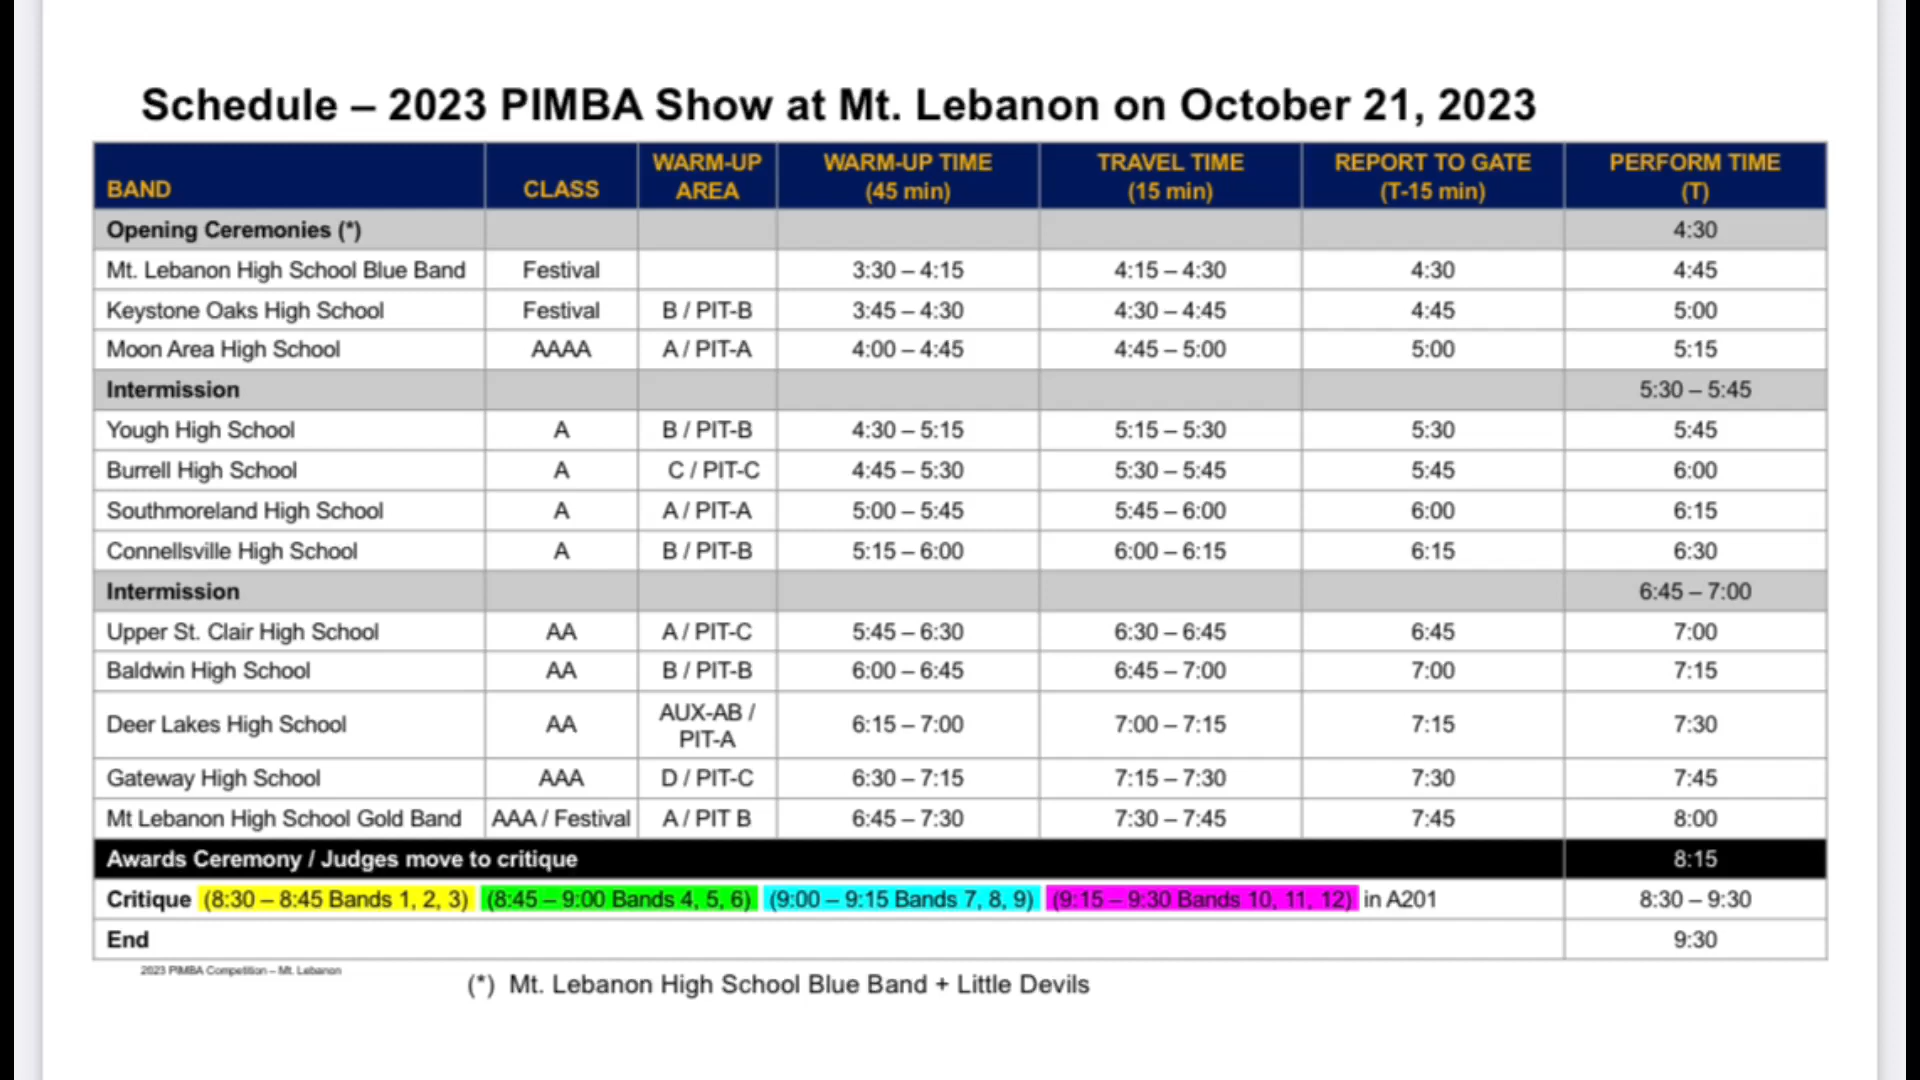 Schedule – 2023 PIMBA Show at Mt. Lebanon on October 21, 2023
BAND CLASS WARM-UP AREA WARM-UP TIME (45 min) TRAVEL TIME (15 min) REPORT TO GATE (T-15 min) PERFORM TIME (T)
Opening Ceremonies (*) 4:30
Mt. Lebanon High School Blue Band Festival 3:30 – 4:15 4:15 – 4:30 4:30 4:45
Keystone Oaks High School Festival B / PIT-B 3:45 – 4:30 4:30 – 4:45 4:45 5:00
Moon Area High School AAAA A / PIT-A 4:00 – 4:45 4:45 – 5:00 5:00 5:15
Intermission 5:30 – 5:45
Yough High School A B / PIT-B 4:30 – 5:15 5:15 – 5:30 5:30 5:45
Burrell High School A C / PIT-C 4:45 – 5:30 5:30 – 5:45 5:45 6:00
Southmoreland High School A A / PIT-A 5:00 – 5:45 5:45 – 6:00 6:00 6:15
Connellsville High School A B / PIT-B 5:15 – 6:00 6:00 – 6:15 6:15 6:30
Intermission 6:45 – 7:00
Upper St. Clair High School AA A / PIT-C 5:45 – 6:30 6:30 – 6:45 6:45 7:00
Baldwin High School AA B / PIT-B 6:00 – 6:45 6:45 – 7:00 7:00 7:15
Deer Lakes High School AA AUX-AB / PIT-A 6:15 – 7:00 7:00 – 7:15 7:15 7:30
Gateway High School AAA D / PIT-C 6:30 – 7:15 7:15 – 7:30 7:30 7:45
Mt Lebanon High School Gold Band AAA / Festival A / PIT B 6:45 – 7:30 7:30 – 7:45 7:45 8:00
Awards Ceremony / Judges move to critique 8:15
Critique (8:30 – 8:45 Bands 1, 2, 3) (8:45 – 9:00 Bands 4, 5, 6) (9:00 – 9:15 Bands 7, 8, 9) (9:15 – 9:30 Bands 10, 11, 12) in A201 8:30 – 9:30
End 9:30
2023 PIMBA Competition – Mt. Lebanon
(*) Mt. Lebanon High School Blue Band + Little Devils